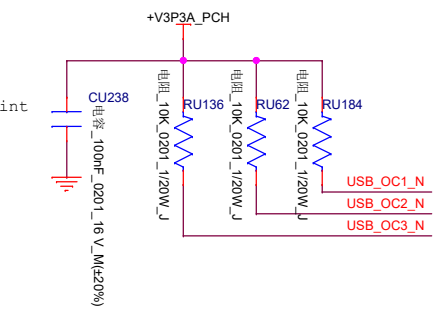 +V3P3A_PCH
int
CU238
电容_100nF_0201_16 V_M(±20%)
RU136
电阻_10K_0201_1/20W_J
RU62
电阻_10K_0201_1/20W_J
RU184
电阻_10K_0201_1/20W_J
USB_OC1_N
USB_OC2_N
USB_OC3_N